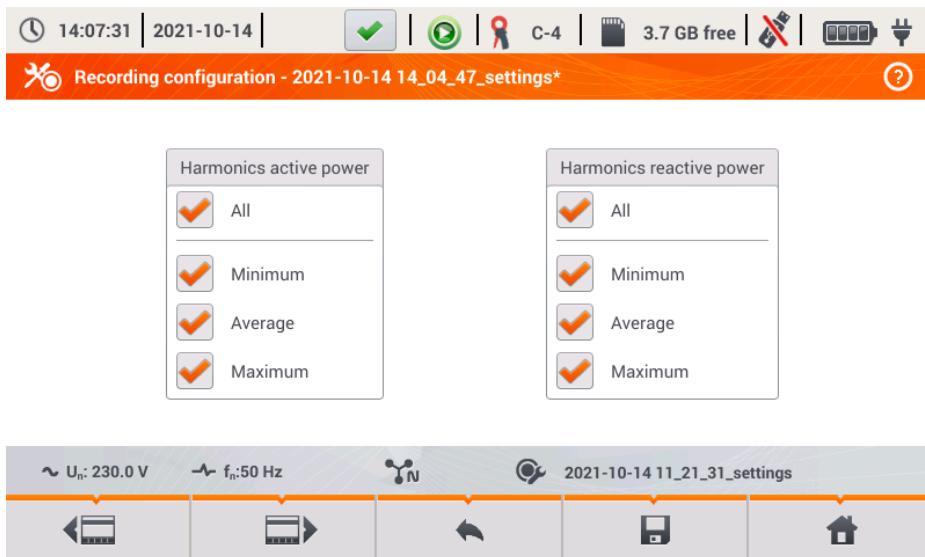 14:07:31 2021-10-14 C-4 3.7 GB free
Recording configuration - 2021-10-14 14_04_47_settings* ?
Harmonics active power
All
Minimum
Average
Maximum
Harmonics reactive power
All
Minimum
Average
Maximum
Un: 230.0 V fn:50 Hz N 2021-10-14 11_21_31_settings